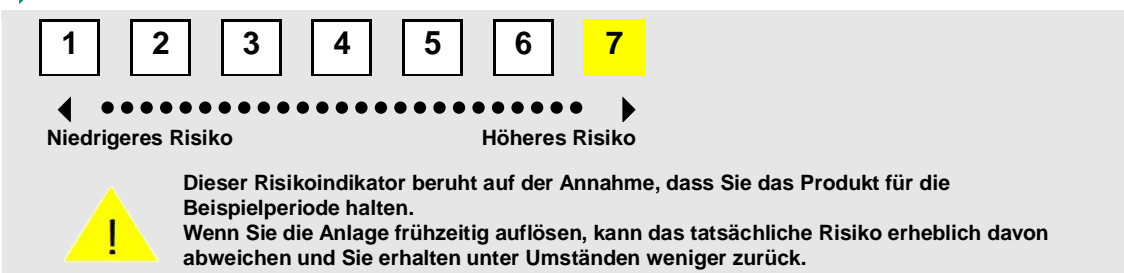 1 2 3 4 5 6 7
Niedrigeres Risiko Höheres Risiko
Dieser Risikoindikator beruht auf der Annahme, dass Sie das Produkt für die
Beispielperiode halten.
Wenn Sie die Anlage frühzeitig auflösen, kann das tatsächliche Risiko erheblich davon
abweichen und Sie erhalten unter Umständen weniger zurück.
!